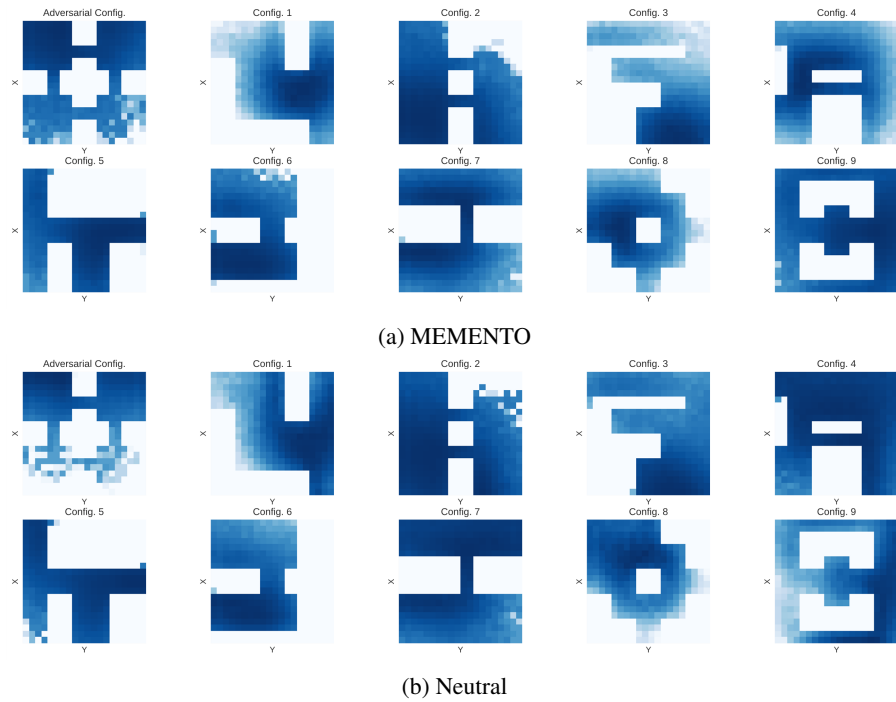 Adversarial Config. Config. 1 Config. 2 Config. 3 Config. 4
X X X X X
Y Y Y Y Y
Config. 5 Config. 6 Config. 7 Config. 8 Config. 9
X X X X X
Y Y Y Y Y
(a) MEMENTO
Adversarial Config. Config. 1 Config. 2 Config. 3 Config. 4
X X X X X
Y Y Y Y Y
Config. 5 Config. 6 Config. 7 Config. 8 Config. 9
X X X X X
Y Y Y Y Y
(b) Neutral